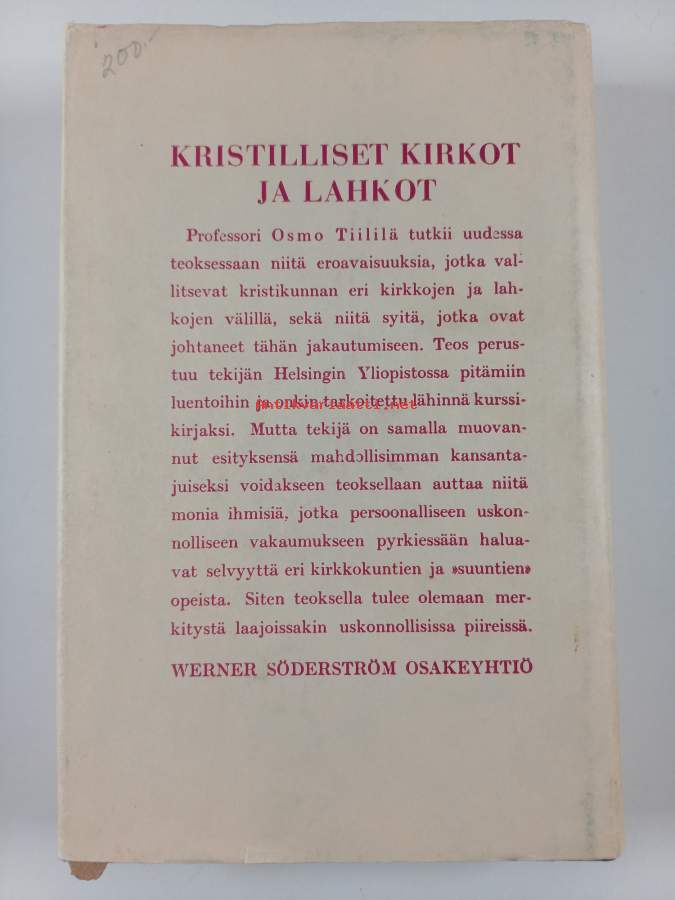 200.-
KRISTILLISET KIRKOT
JA LAHKOT
Professori Osmo Tiililä tutkii uudessa
teoksessaan niitä eroavaisuuksia, jotka val-
litsevat kristikunnan eri kirkkojen ja lah-
kojen välillä, sekä niitä syitä, jotka ovat
johtaneet tähän jakautumiseen. Teos perus-
tuu tekijän Helsingin Yliopistossa pitämiin
luentoihin ja onkin tarkoitettu lähinnä kurssi-
antikvariaatti.net
kirjaksi. Mutta tekijä on samalla muovan-
nut esityksensä mahdollisimman kansanta-
juiseksi voidakseen teoksellaan auttaa niitä
monia ihmisiä, jotka persoonalliseen uskon-
nolliseen vakaumukseen pyrkiessään halua-
vat selvyyttä eri kirkkokuntien ja »suuntien»
opeista. Siten teoksella tulee olemaan mer-
kitystä laajoissakin uskonnollisissa piireissä.
WERNER SÖDERSTRÖM OSAKEYHTIÖ